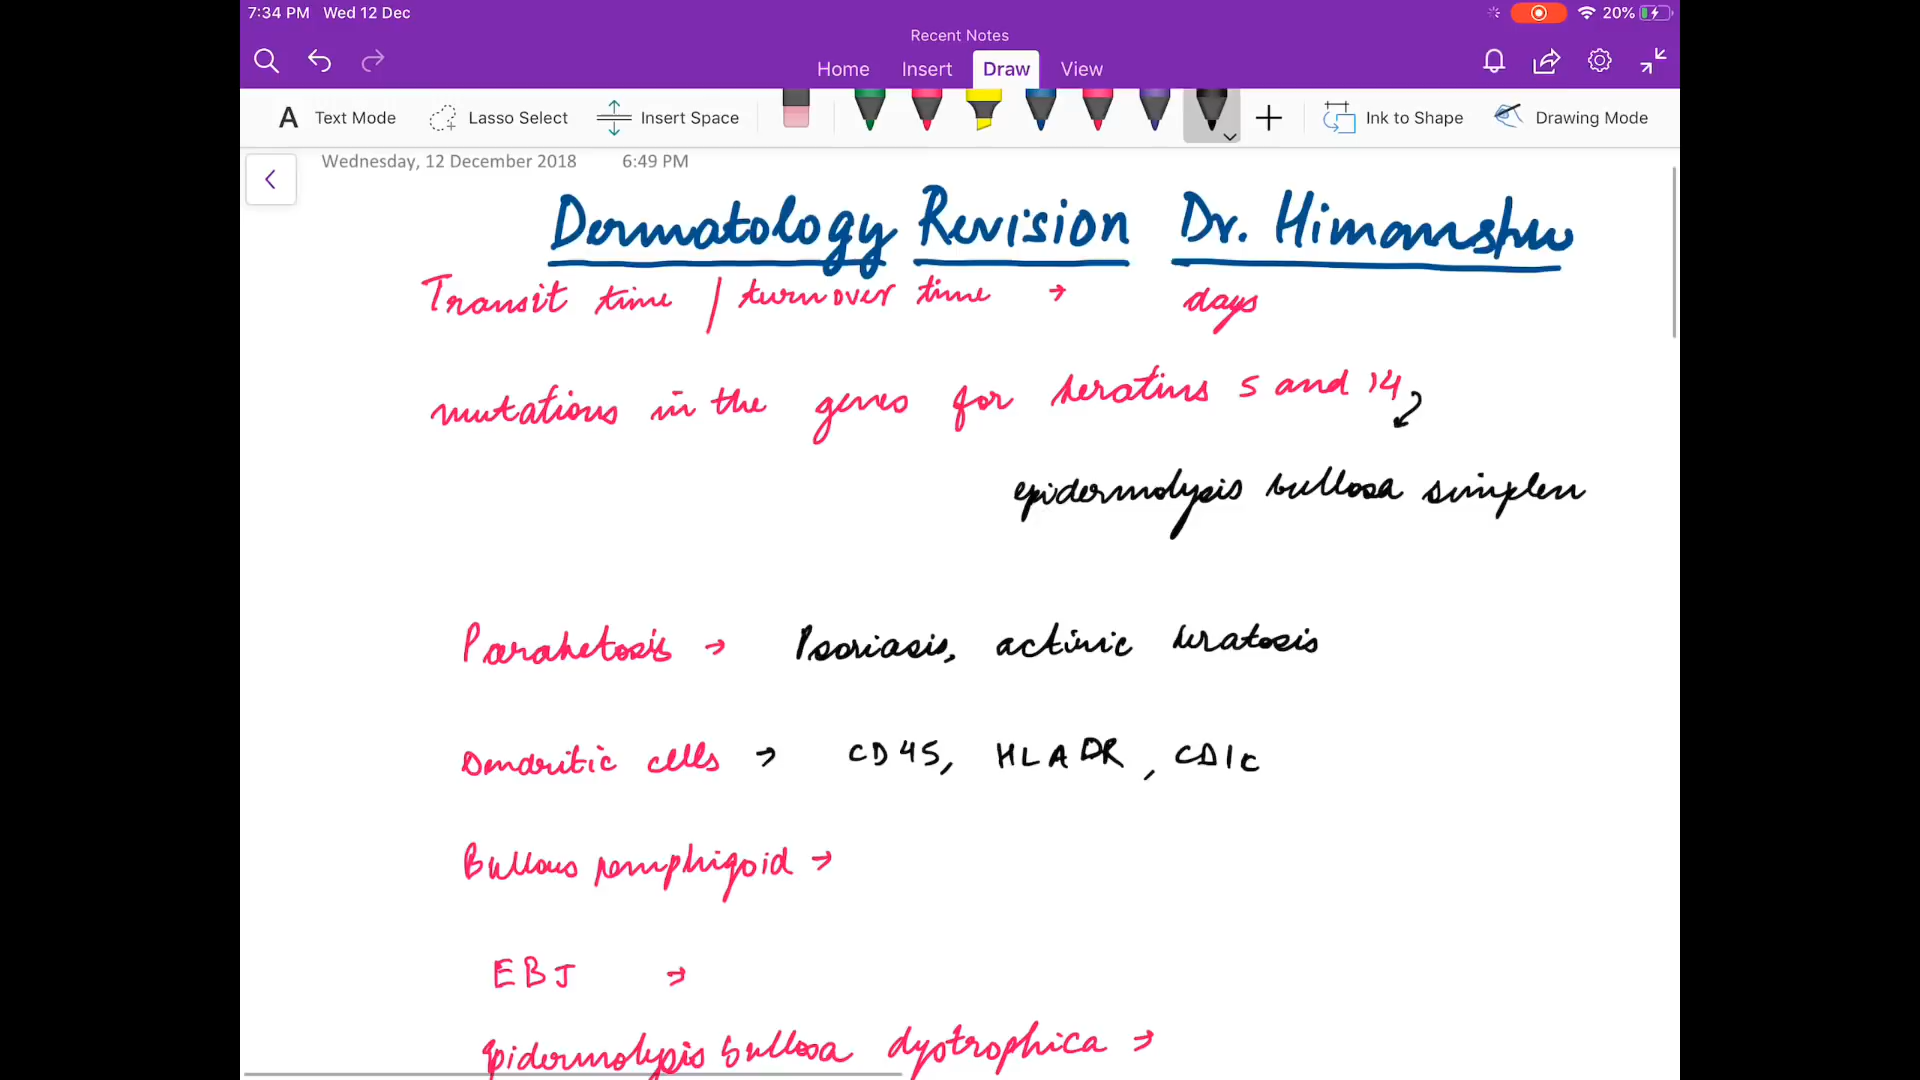 7:34 PM Wed 12 Dec 20%
Recent Notes
Home Insert Draw View
A Text Mode Lasso Select Insert Space Ink to Shape Drawing Mode
Wednesday, 12 December 2018 6:49 PM
Dermatology Revision Dr. Himanshu
Transit time / turnover time → days
mutations in the genes for keratins 5 and 14,
epidermolysis bullosa simplex
Paraketosis → Psoriasis, actinic keratosis
Dendritic cells → CD45, HLA DR, CD1c
Bullous pemphigoid →
EBJ →
Epidermolysis bullosa dystrophica →